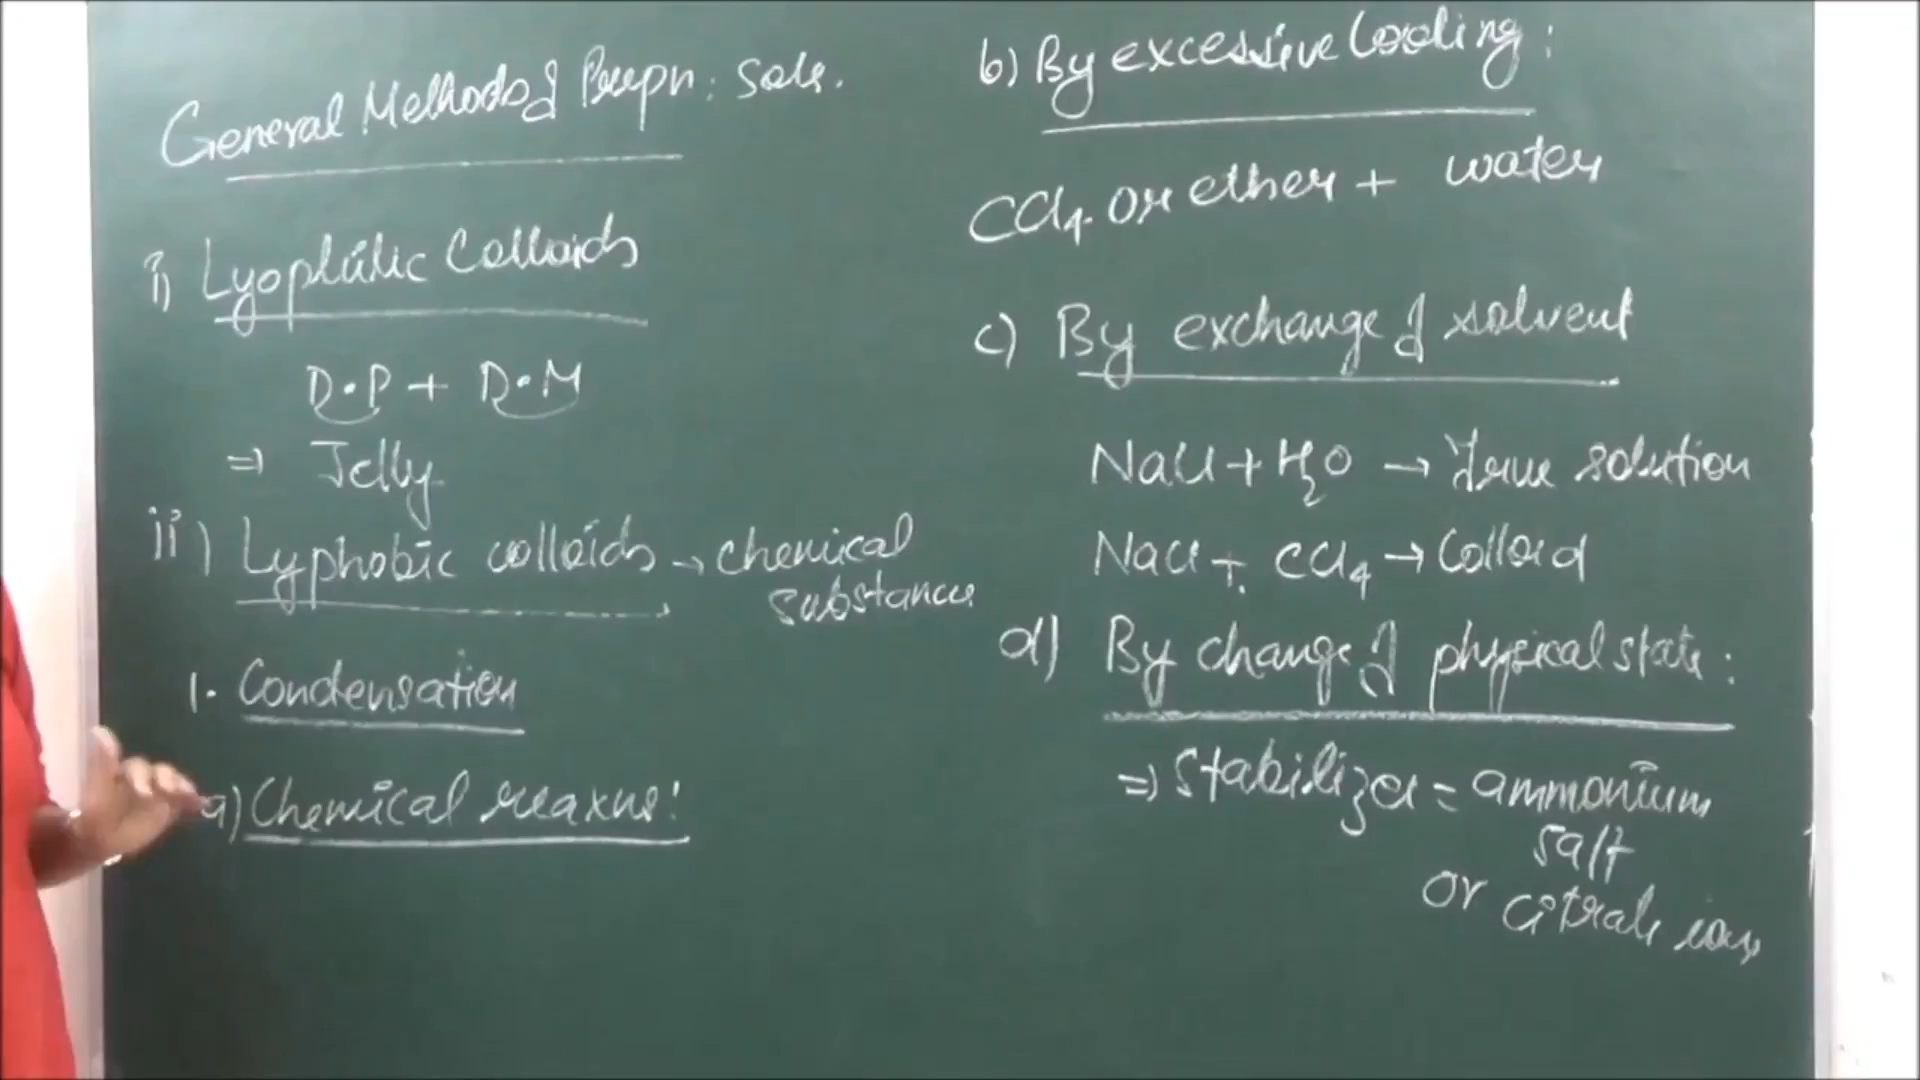 General Methods of Prepn: Sols.
i) Lyophilic Colloids
D.P + D.M
⇒ Jelly
ii) Lyphobic colloids → chemical
substances
1. Condensation
a) Chemical reaxns:
b) By excessive Cooling:
CCl4 or ether + water
c) By exchange of solvent
NaCl + H2O → True solution
NaCl + CCl4 → Colloid
d) By change of physical state:
⇒ Stabilizer = ammonium
salt
or citrate ions